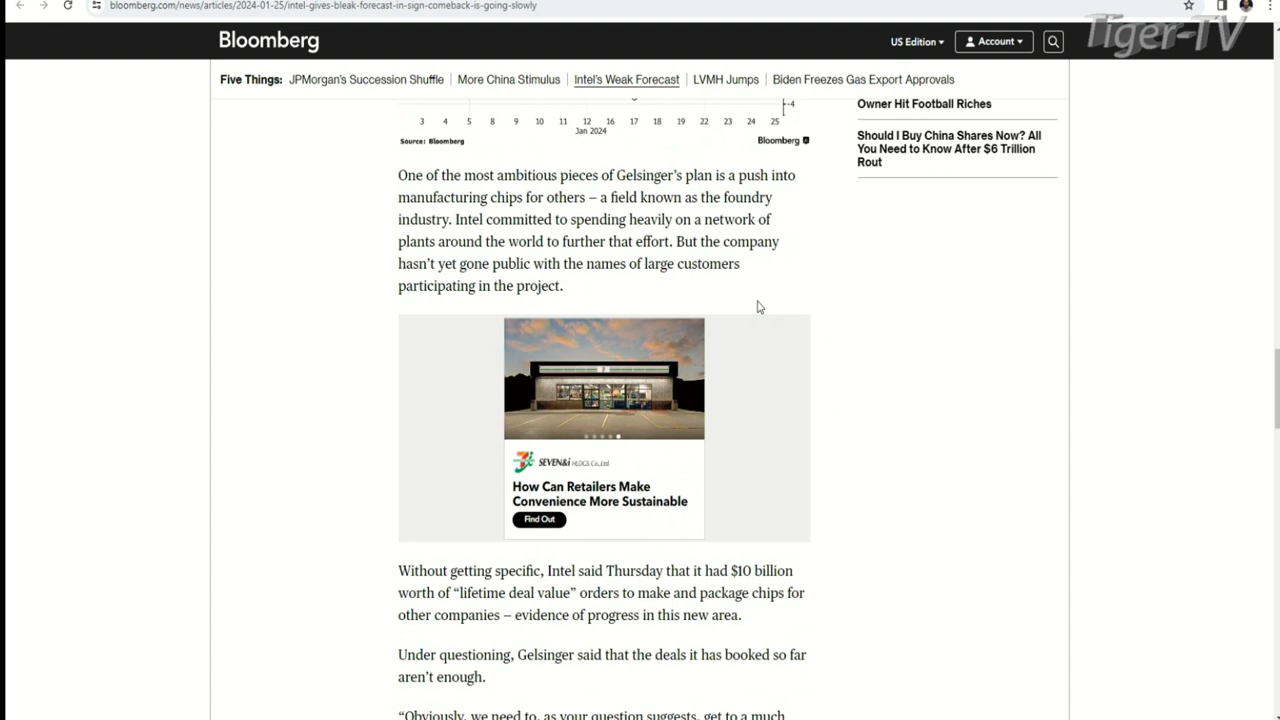 bloomberg.com/news/articles/2024-01-25/intel-gives-bleak-forecast-in-sign-comeback-is-going-slowly
Tiger-TV
Bloomberg
US Edition
Account
Five Things: JPMorgan's Succession Shuffle | More China Stimulus | Intel's Weak Forecast | LVMH Jumps | Biden Freezes Gas Export Approvals
-4
3 4 5 8 9 10 11 12 16 17 18 19 22 23 24 25
Jan 2024
Source: Bloomberg
Bloomberg
Owner Hit Football Riches
Should I Buy China Shares Now? All
You Need to Know After $6 Trillion
Rout
One of the most ambitious pieces of Gelsinger's plan is a push into
manufacturing chips for others – a field known as the foundry
industry. Intel committed to spending heavily on a network of
plants around the world to further that effort. But the company
hasn't yet gone public with the names of large customers
participating in the project.
SEVEN&i HLDGS Co.,Ltd.
How Can Retailers Make
Convenience More Sustainable
Find Out
Without getting specific, Intel said Thursday that it had $10 billion
worth of “lifetime deal value” orders to make and package chips for
other companies – evidence of progress in this new area.
Under questioning, Gelsinger said that the deals it has booked so far
aren't enough.
“Obviously, we need to, as your question suggests, get to a much